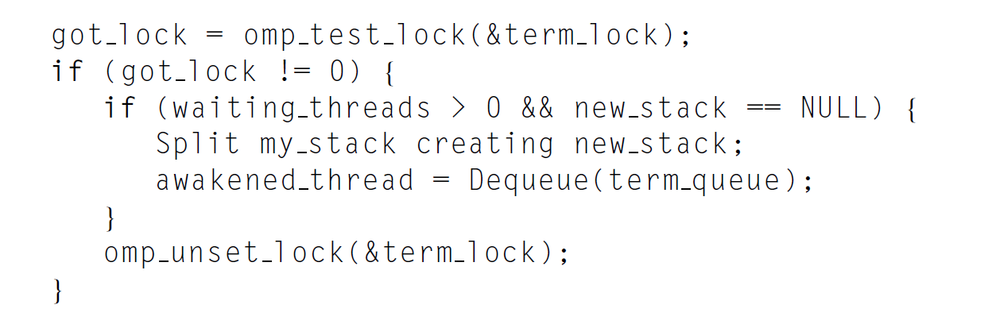 got_lock = omp_test_lock(&term_lock);
if (got_lock != 0) {
if (waiting_threads > 0 && new_stack == NULL) {
Split my_stack creating new_stack;
awakened_thread = Dequeue(term_queue);
}
omp_unset_lock(&term_lock);
}